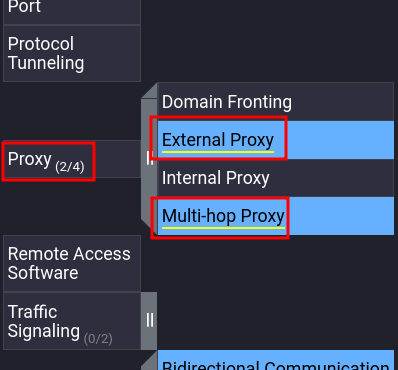 Port
Protocol
Tunneling
Domain Fronting
External Proxy
Proxy (2/4)
Internal Proxy
Multi-hop Proxy
Remote Access
Software
Traffic
Signaling (0/2)
Bidirectional Communication